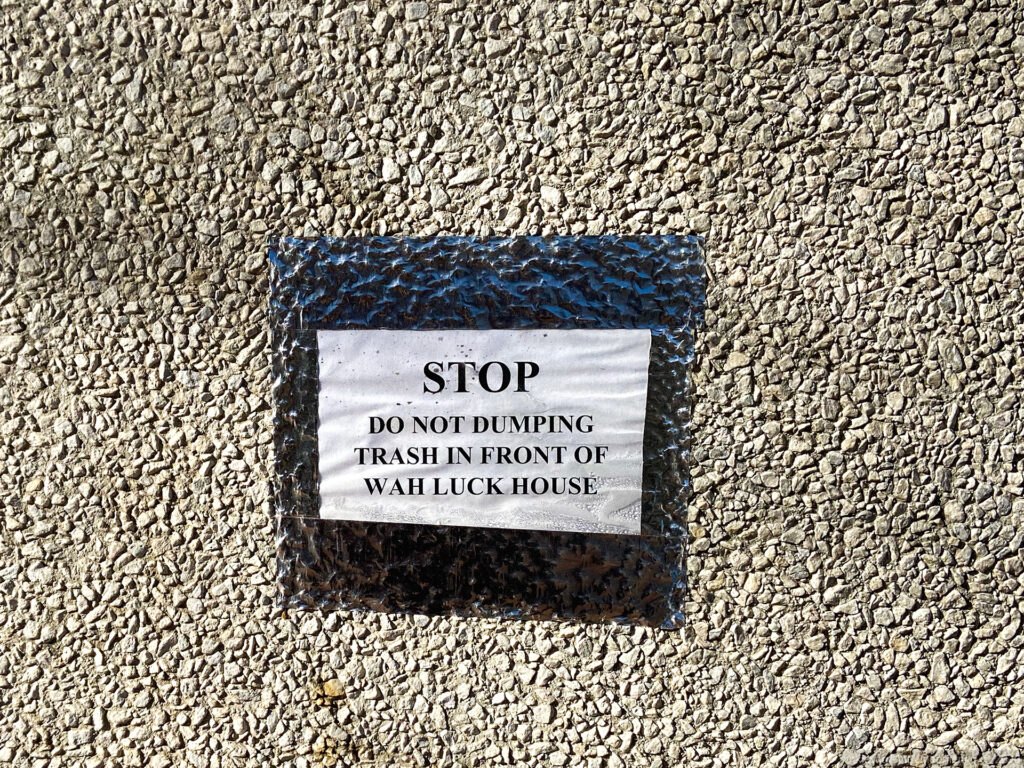 STOP
DO NOT DUMPING
TRASH IN FRONT OF
WAH LUCK HOUSE